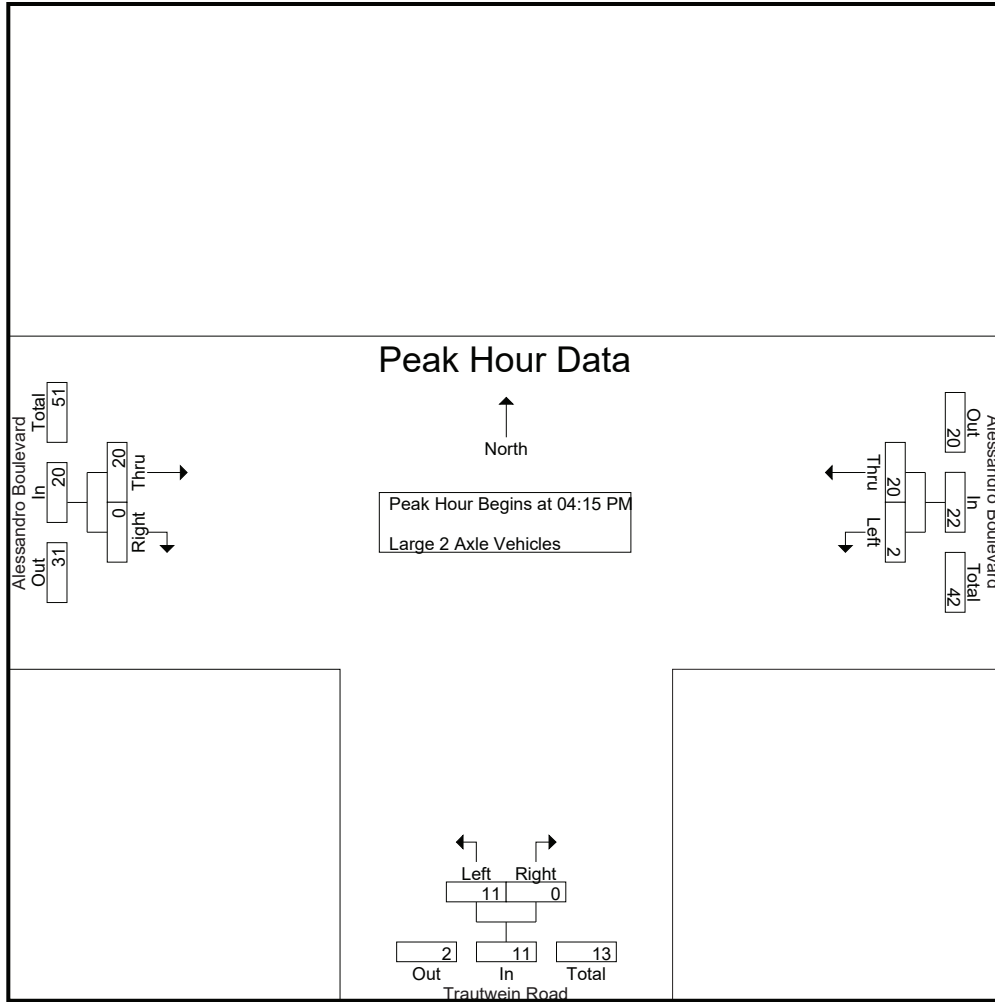 Peak Hour Data
North
Peak Hour Begins at 04:15 PM
Large 2 Axle Vehicles
Alessandro Boulevard
Out
In
Total
31
20
51
Right
Thru
0
20
Alessandro Boulevard
Out
In
Total
20
22
42
Thru
Left
20
2
Left Right
11 0
2 11 13
Out In Total
Trautwein Road